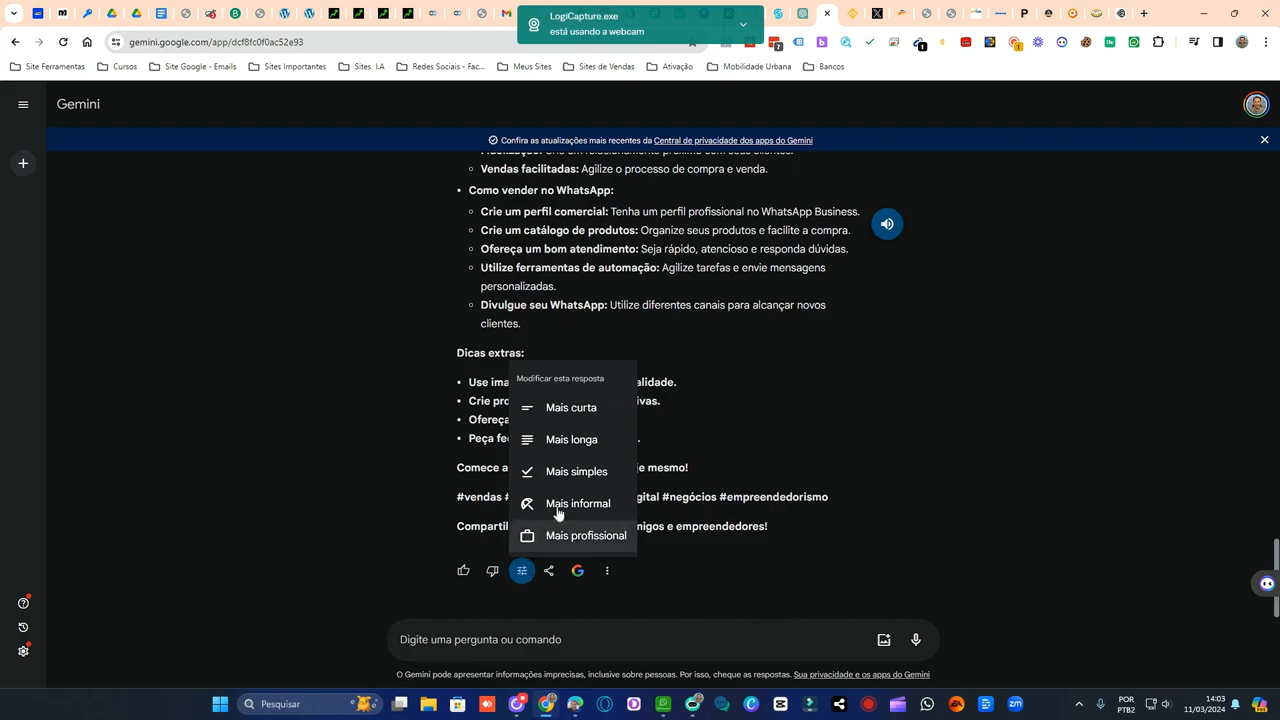 LogiCapture.exe
está usando a webcam
gemini.google.com/app/dcf8fc0f0ac52e93
Site Ferramentas
Cursos
Site Google - Emails
Sites Importantes
Sites I.A
Redes Sociais - Fac...
Meus Sites
Sites de Vendas
Ativação
Mobilidade Urbana
Bancos
Gemini
Confira as atualizações mais recentes da Central de privacidade dos apps do Gemini
Vendas facilitadas: Agilize o processo de compra e venda.
Como vender no WhatsApp:
Crie um perfil comercial: Tenha um perfil profissional no WhatsApp Business.
Crie um catálogo de produtos: Organize seus produtos e facilite a compra.
Ofereça um bom atendimento: Seja rápido, atencioso e responda dúvidas.
Utilize ferramentas de automação: Agilize tarefas e envie mensagens
personalizadas.
Divulgue seu WhatsApp: Utilize diferentes canais para alcançar novos
clientes.
Dicas extras:
Use ima alidade.
Crie pro ivas.
Ofereça
Peça fee .
Comece a je mesmo!
#vendas # gital #negócios #empreendedorismo
Compartil migos e empreendedores!
Modificar esta resposta
Mais curta
Mais longa
Mais simples
Mais informal
Mais profissional
Digite uma pergunta ou comando
O Gemini pode apresentar informações imprecisas, inclusive sobre pessoas. Por isso, cheque as respostas. Sua privacidade e os apps do Gemini
Pesquisar
POR
PTB2
14:03
11/03/2024